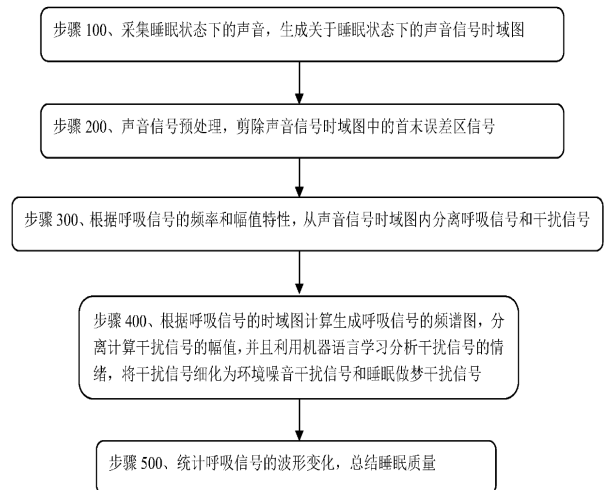 步骤 100、采集睡眠状态下的声音，生成关于睡眠状态下的声音信号时域图
步骤 200、声音信号预处理，剪除声音信号时域图中的首末误差区信号
步骤 300、根据呼吸信号的频率和幅值特性，从声音信号时域图内分离呼吸信号和干扰信号
步骤 400、根据呼吸信号的时域图计算生成呼吸信号的频谱图，分
离计算干扰信号的幅值，并且利用机器语言学习分析干扰信号的情
绪，将干扰信号细化为环境噪音干扰信号和睡眠做梦干扰信号
步骤 500、统计呼吸信号的波形变化，总结睡眠质量